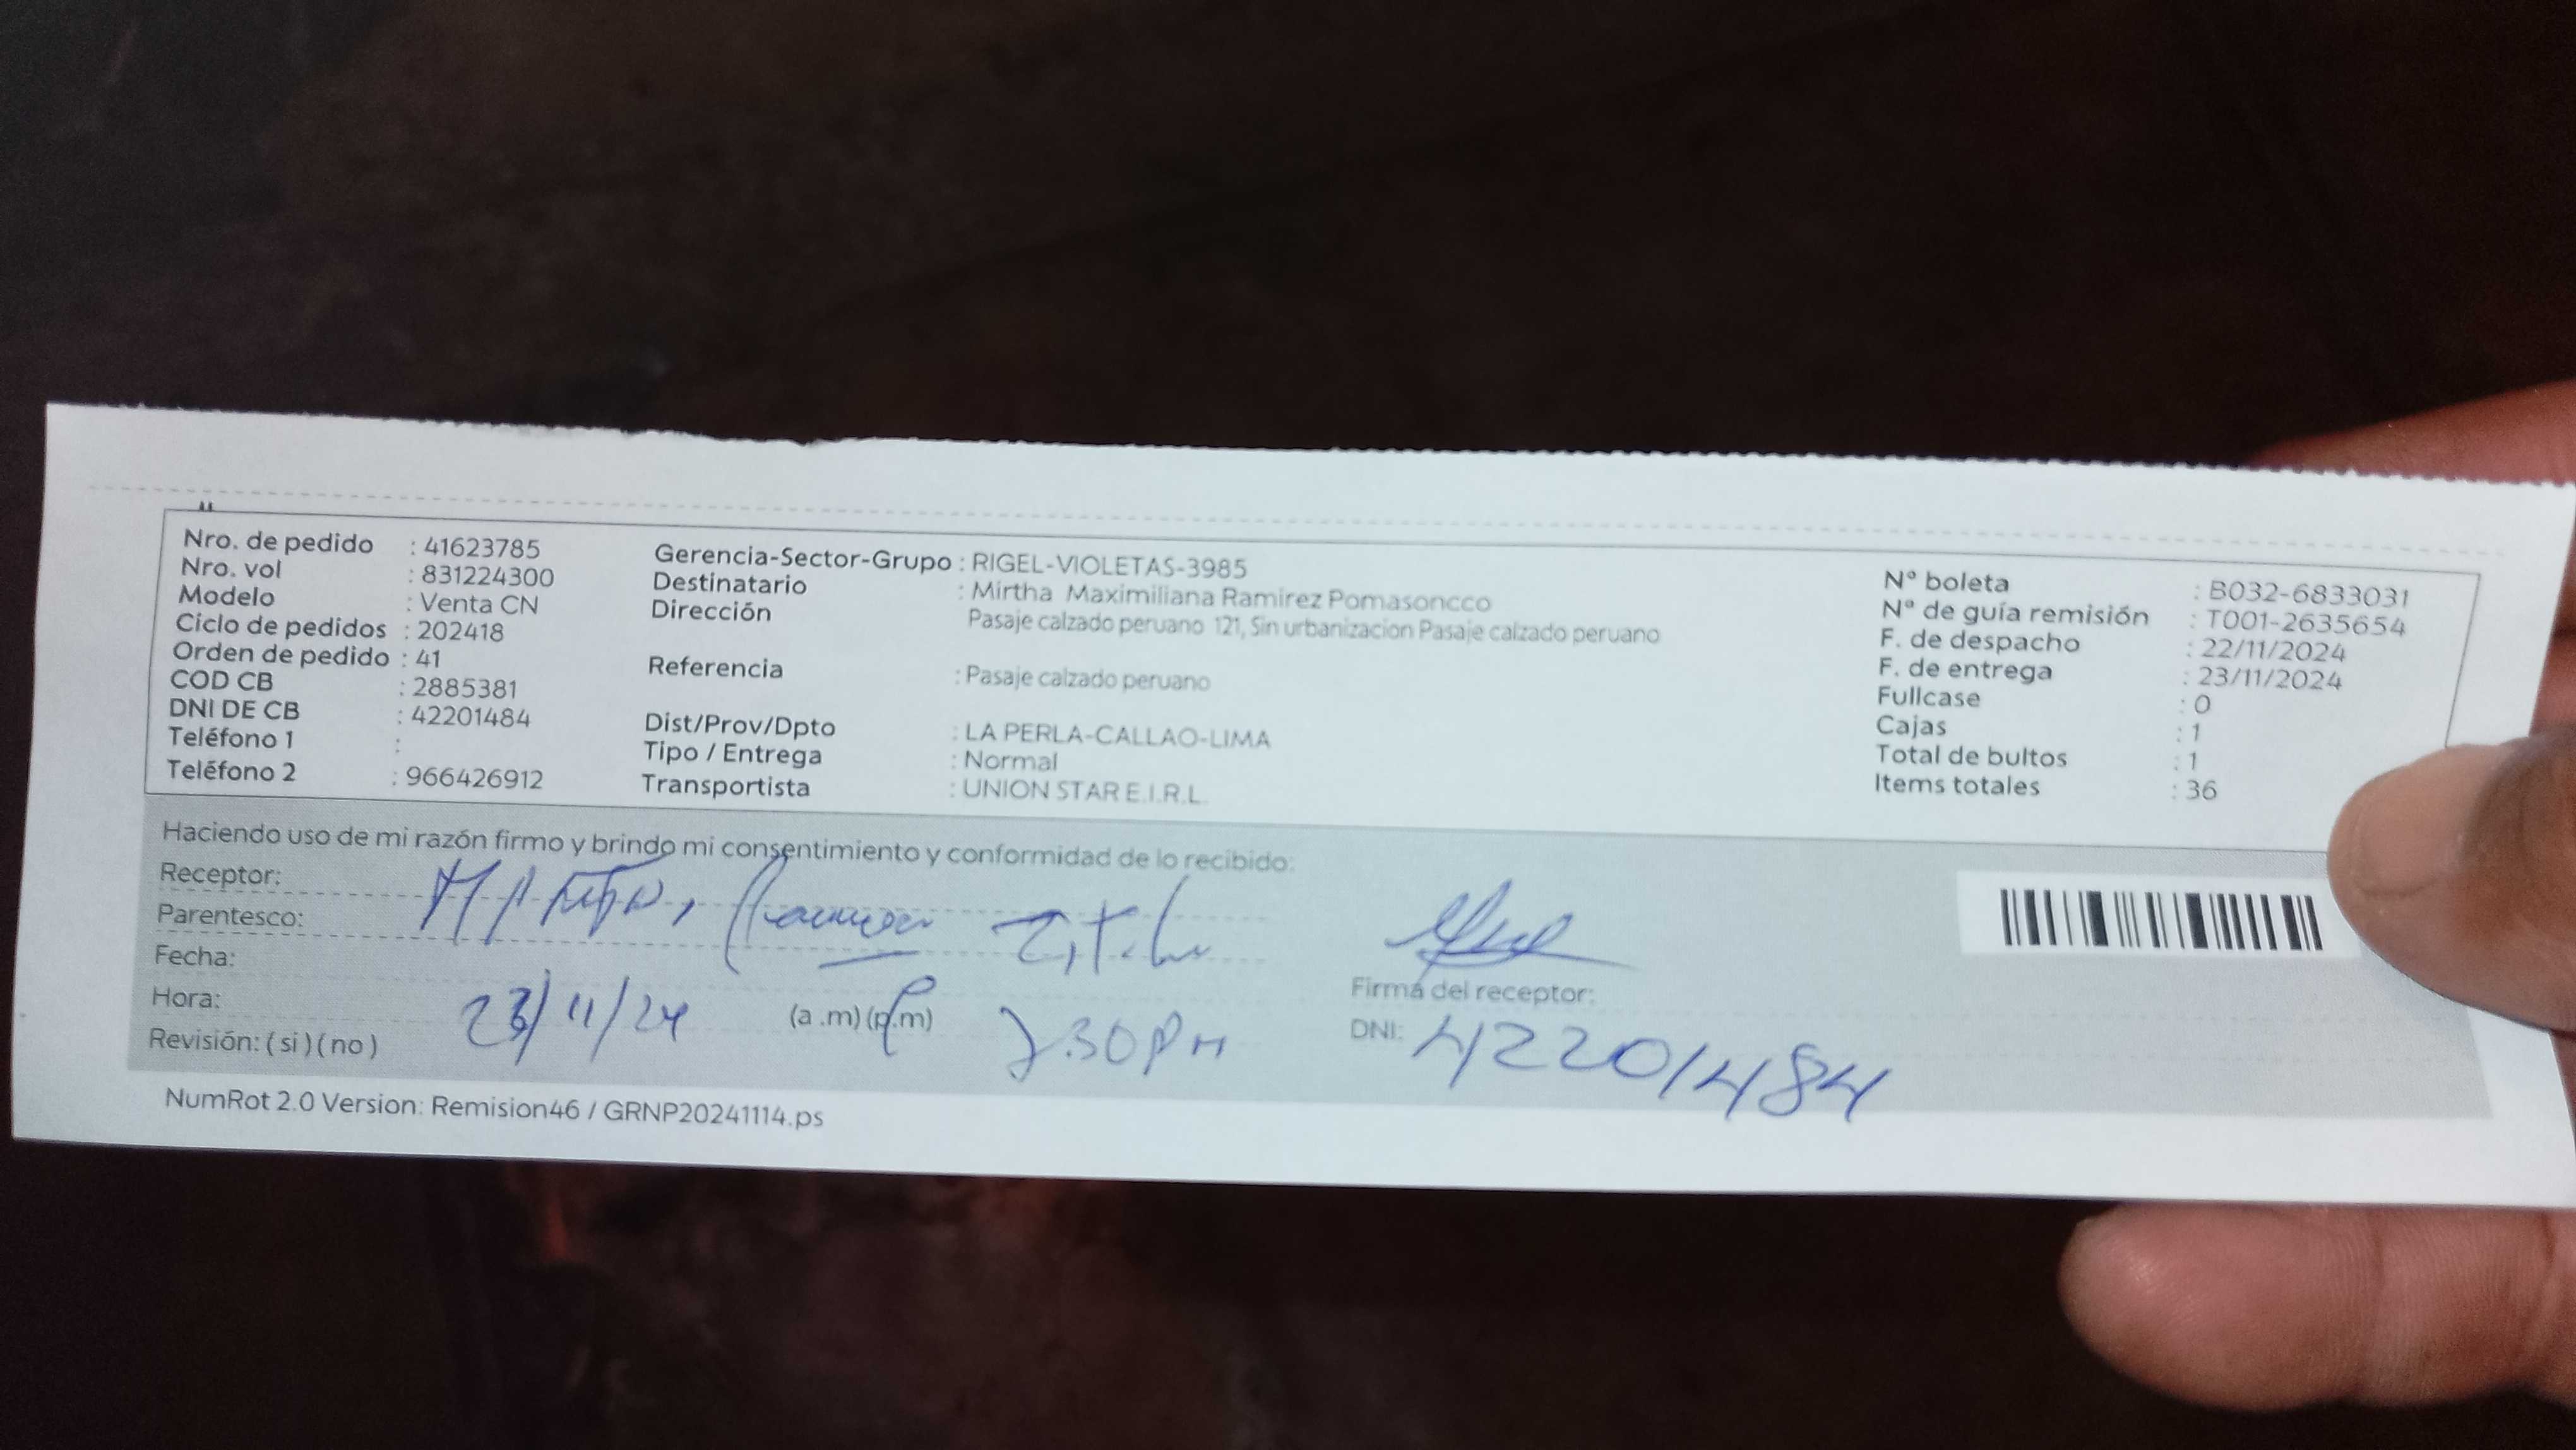 Nro. de pedido : 41623785
Nro. vol : 831224300
Modelo : Venta CN
Ciclo de pedidos : 202418
Orden de pedido : 41
COD CB : 2885381
DNI DE CB : 42201484
Teléfono 1 :
Teléfono 2 : 966426912
Gerencia-Sector-Grupo : RIGEL-VIOLETAS-3985
Destinatario : Mirtha Maximiliana Ramirez Pomasoncco
Dirección Pasaje calzado peruano 121, Sin urbanizacion Pasaje calzado peruano
Referencia : Pasaje calzado peruano
Dist/Prov/Dpto : LA PERLA-CALLAO-LIMA
Tipo / Entrega : Normal
Transportista : UNION STAR E.I.R.L.
N° boleta : B032-6833031
N° de guía remisión : T001-2635654
F. de despacho : 22/11/2024
F. de entrega : 23/11/2024
Fullcase : 0
Cajas : 1
Total de bultos : 1
Items totales : 36
Haciendo uso de mi razón firmo y brindo mi consentimiento y conformidad de lo recibido:
Receptor:
Parentesco:
Fecha: 23/11/24
Hora: (a .m) (p.m) 7.30 PM
Revisión: ( si ) ( no )
Firma del receptor:
DNI: 42201484
NumRot 2.0 Version: Remision46 / GRNP20241114.ps